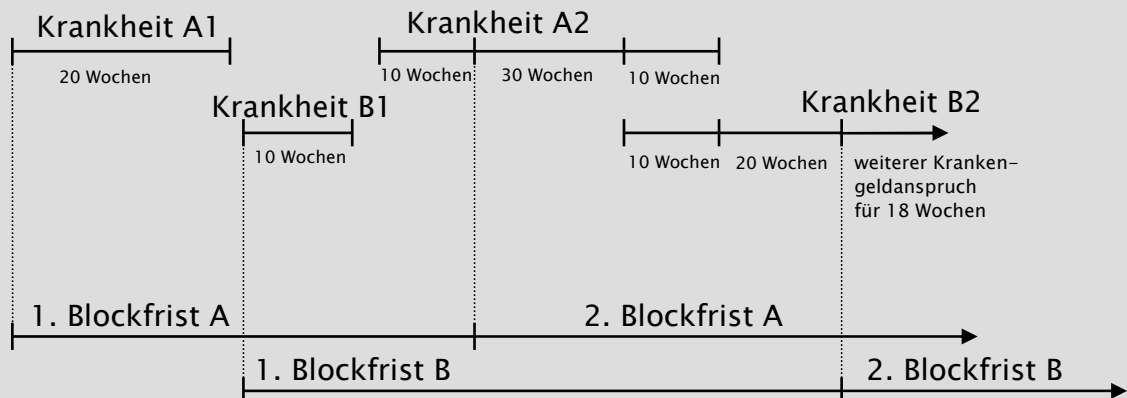 Krankheit A1
Krankheit A2
20 Wochen
10 Wochen
30 Wochen
10 Wochen
Krankheit B1
Krankheit B2
10 Wochen
10 Wochen
20 Wochen
weiterer Kranken-
geldanspruch
für 18 Wochen
1. Blockfrist A
2. Blockfrist A
1. Blockfrist B
2. Blockfrist B